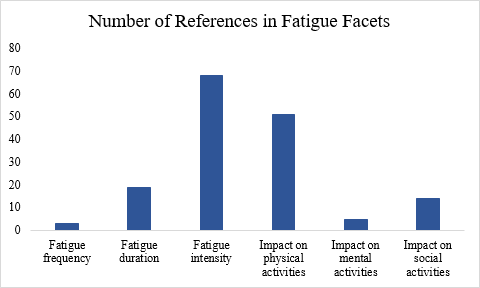 Number of References in Fatigue Facets
80
70
60
50
40
30
20
10
0
Fatigue frequency
Fatigue duration
Fatigue intensity
Impact on physical activities
Impact on mental activities
Impact on social activities